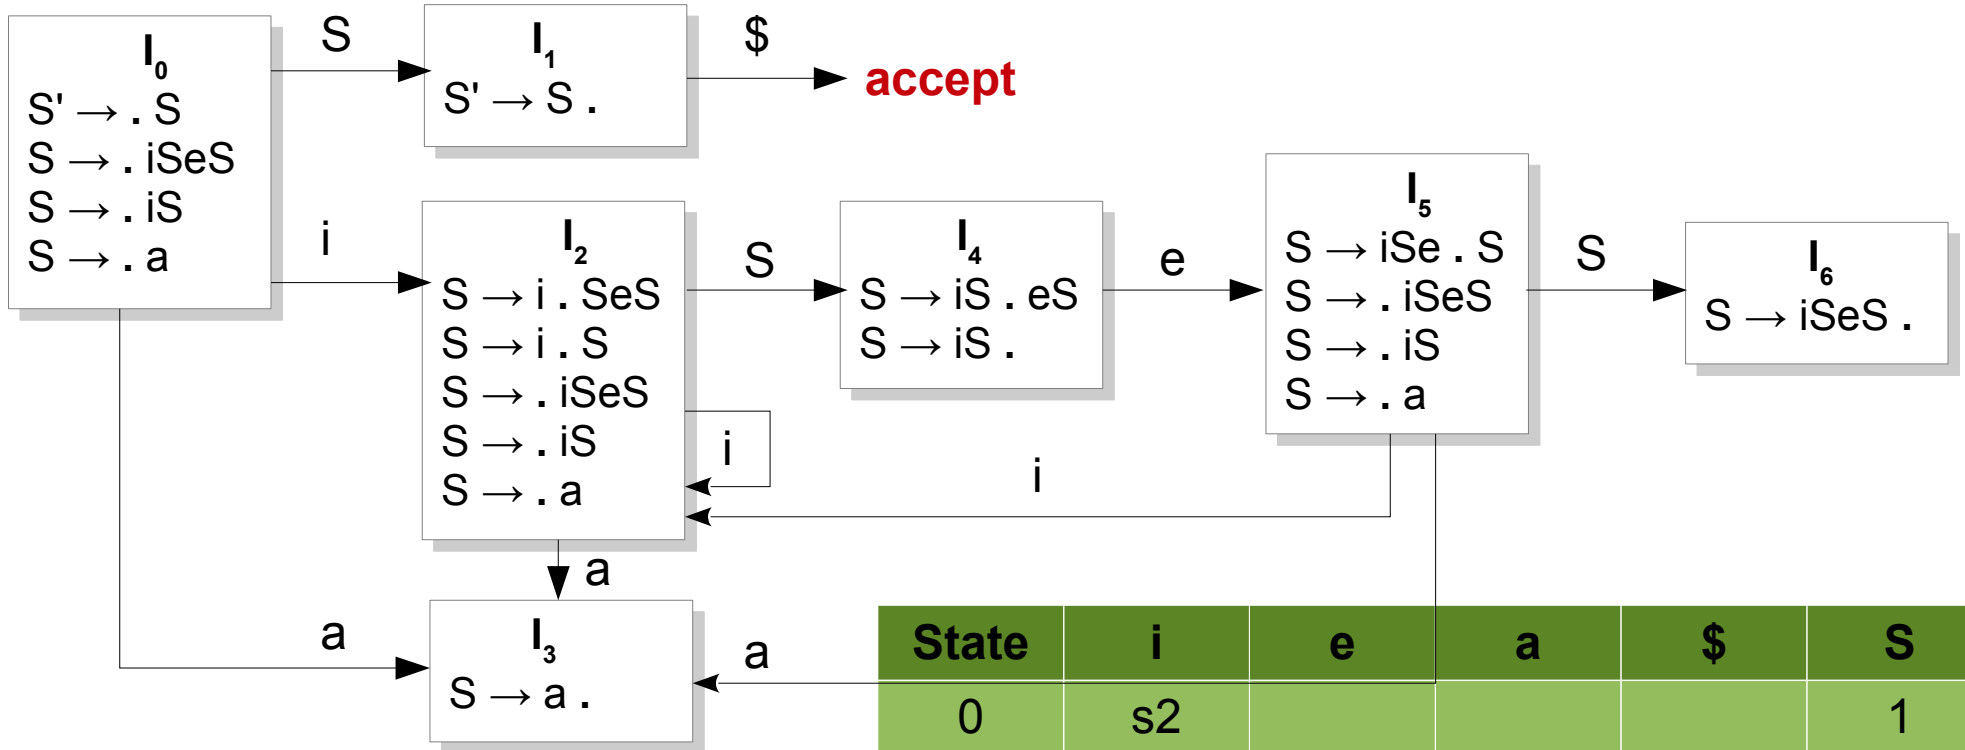 I0
S' → . S
S → . iSeS
S → . iS
S → . a
S
I1
S' → S .
$
accept
i
I2
S → i . SeS
S → i . S
S → . iSeS
S → . iS
S → . a
i
S
I4
S → iS . eS
S → iS .
e
I5
S → iSe . S
S → . iSeS
S → . iS
S → . a
S
I6
S → iSeS .
i
a
a
I3
S → a .
a
State i e a $ S
0 s2 1